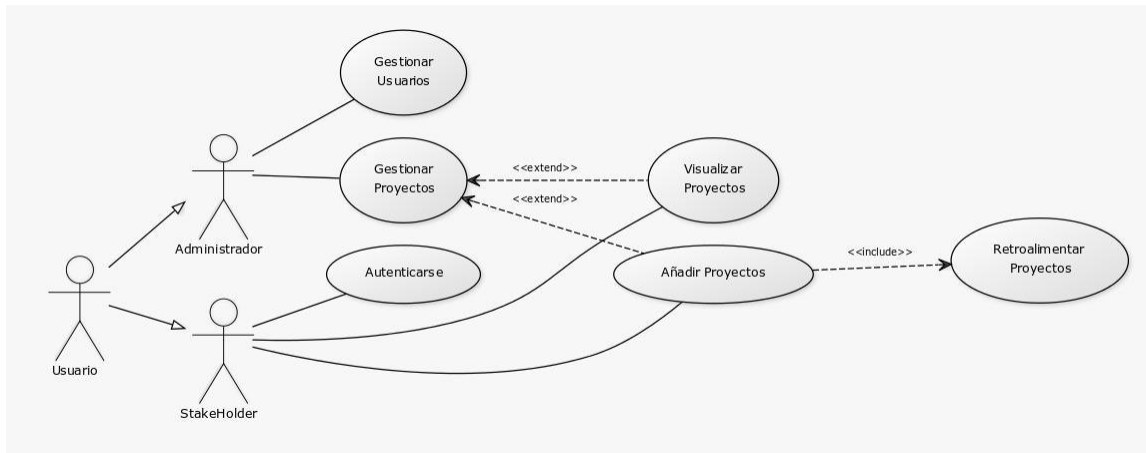 Gestionar
Usuarios
Gestionar
Proyectos
<<extend>>
Visualizar
Proyectos
<<extend>>
Administrador
Autenticarse
Añadir Proyectos
<<include>>
Retroalimentar
Proyectos
Usuario
StakeHolder